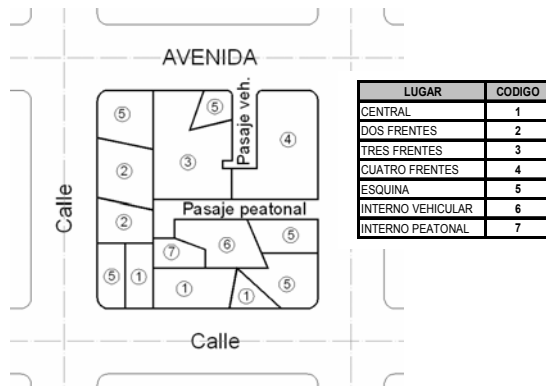 AVENIDA
Pasaje veh.
5
5
4
2
3
Calle
2
Pasaje peatonal
5
6
7
5
1
1
1
5
Calle
LUGAR CODIGO
CENTRAL 1
DOS FRENTES 2
TRES FRENTES 3
CUATRO FRENTES 4
ESQUINA 5
INTERNO VEHICULAR 6
INTERNO PEATONAL 7